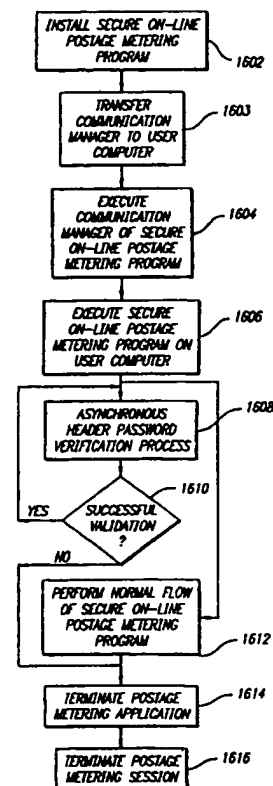 INSTALL SECURE ON-LINE
POSTAGE METERING
PROGRAM
1602
TRANSFER
COMMUNICATION
MANAGER TO USER
COMPUTER
1603
EXECUTE
COMMUNICATION
MANAGER OF SECURE
ON-LINE POSTAGE
METERING PROGRAM
1604
EXECUTE SECURE
ON-LINE POSTAGE
METERING PROGRAM ON
USER COMPUTER
1606
ASYNCHRONOUS
HEADER PASSWORD
VERIFICATION PROCESS
1608
SUCCESSFUL
VALIDATION
?
1610
YES
NO
PERFORM NORMAL FLOW
OF SECURE ON-LINE
POSTAGE METERING
PROGRAM
1612
TERMINATE POSTAGE
METERING APPLICATION
1614
TERMINATE POSTAGE
METERING SESSION
1616